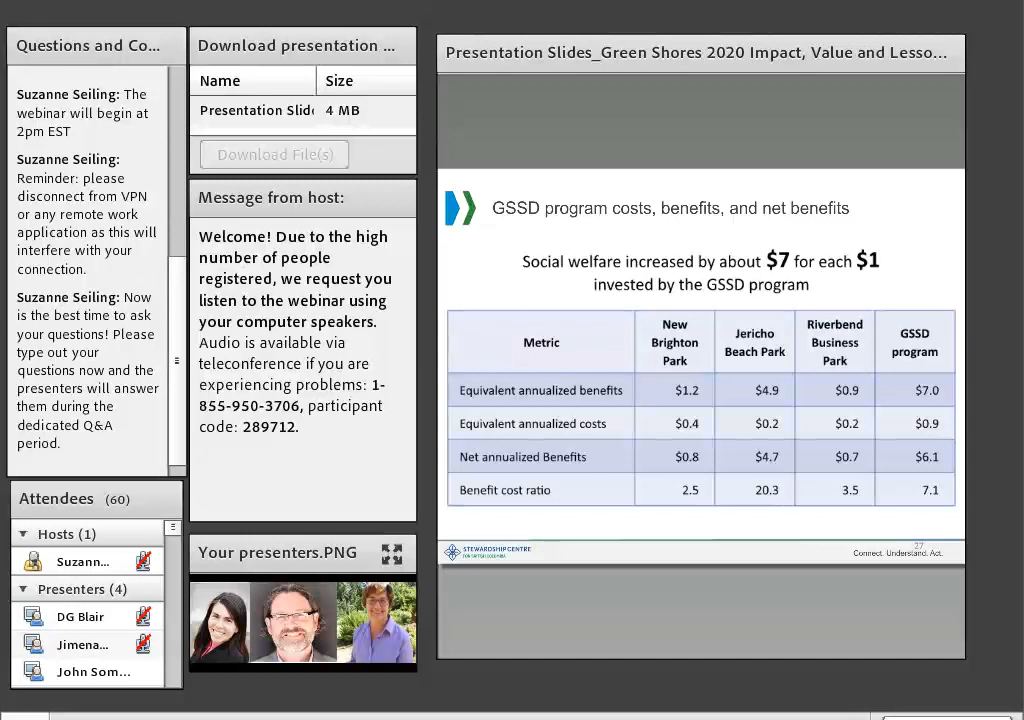 Questions and Co...
Suzanne Seiling: The
webinar will begin at
2pm EST
Suzanne Seiling:
Reminder: please
disconnect from VPN
or any remote work
application as this will
interfere with your
connection.
Suzanne Seiling: Now
is the best time to ask
your questions! Please
type out your
questions now and the
presenters will answer
them during the
dedicated Q&A
period.
Attendees (60)
Hosts (1)
Suzann...
Presenters (4)
DG Blair
Jimena...
John Som...
Download presentation ...
Name Size
Presentation Slid 4 MB
Download File(s)
Message from host:
Welcome! Due to the high
number of people
registered, we request you
listen to the webinar using
your computer speakers.
Audio is available via
teleconference if you are
experiencing problems: 1-
855-950-3706, participant
code: 289712.
Your presenters.PNG
Presentation Slides_Green Shores 2020 Impact, Value and Lesso...
GSSD program costs, benefits, and net benefits
Social welfare increased by about $7 for each $1
invested by the GSSD program
Metric New Brighton Park Jericho Beach Park Riverbend Business Park GSSD program
Equivalent annualized benefits $1.2 $4.9 $0.9 $7.0
Equivalent annualized costs $0.4 $0.2 $0.2 $0.9
Net annualized Benefits $0.8 $4.7 $0.7 $6.1
Benefit cost ratio 2.5 20.3 3.5 7.1
STEWARDSHIP CENTRE
FOR BRITISH COLUMBIA
27
Connect. Understand. Act.